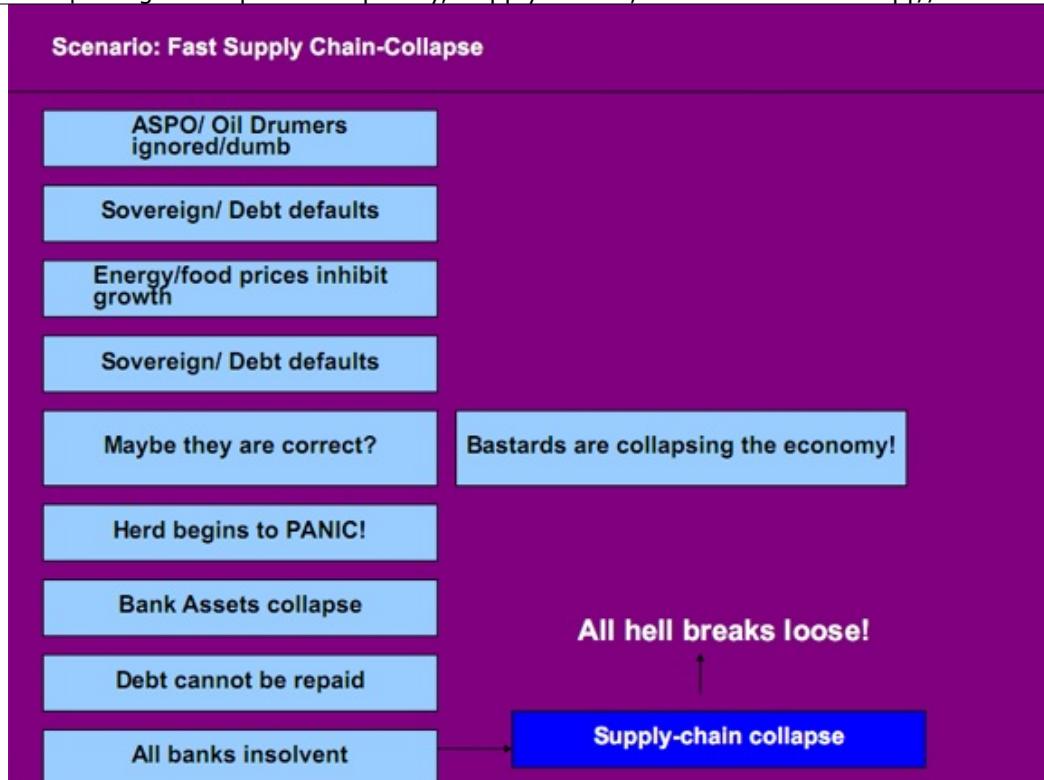 Scenario: Fast Supply Chain-Collapse
ASPO/ Oil Drumers
ignored/dumb
Sovereign/ Debt defaults
Energy/food prices inhibit
growth
Sovereign/ Debt defaults
Maybe they are correct?
Bastards are collapsing the economy!
Herd begins to PANIC!
Bank Assets collapse
All hell breaks loose!
Debt cannot be repaid
Supply-chain collapse
All banks insolvent